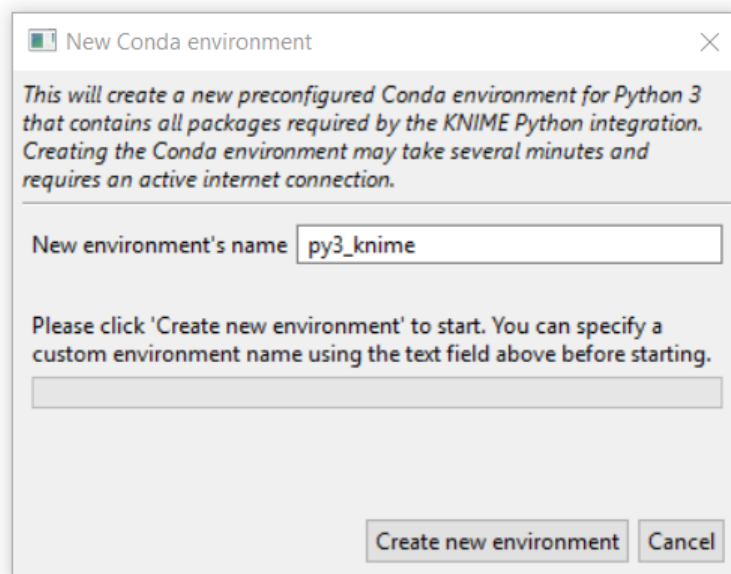 New Conda environment
This will create a new preconfigured Conda environment for Python 3
that contains all packages required by the KNIME Python integration.
Creating the Conda environment may take several minutes and
requires an active internet connection.
New environment's name py3_knime
Please click 'Create new environment' to start. You can specify a
custom environment name using the text field above before starting.
Create new environment Cancel